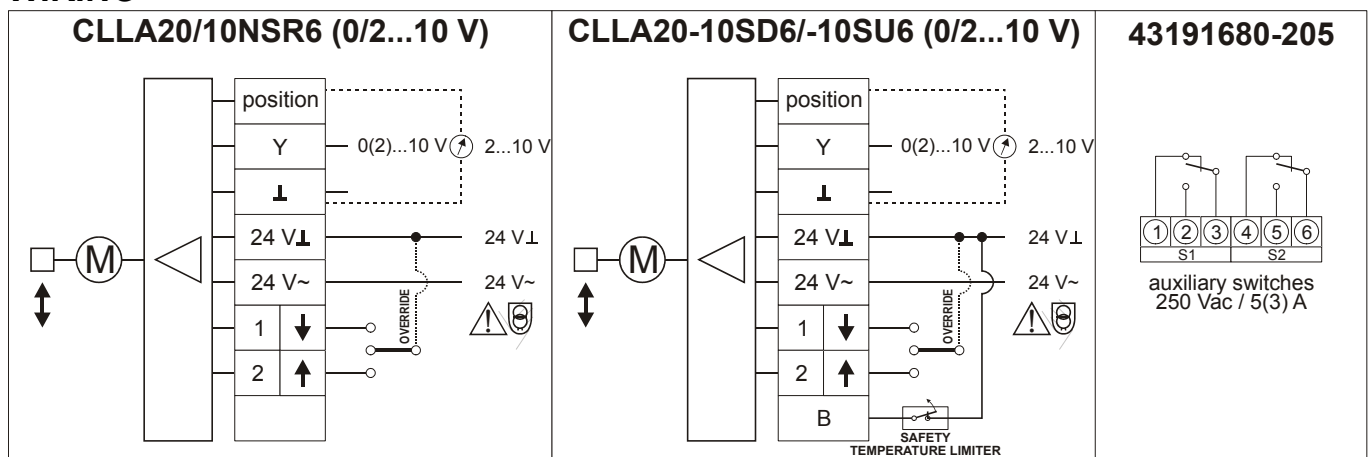 CLLA20/10NSR6 (0/2...10 V)
position
Y
0(2)...10 V
2...10 V
⊥
24 V⊥
24 V⊥
24 V~
24 V~
1
OVERRIDE
2
M
CLLA20-10SD6/-10SU6 (0/2...10 V)
position
Y
0(2)...10 V
2...10 V
⊥
24 V⊥
24 V⊥
24 V~
24 V~
1
OVERRIDE
2
B
SAFETY
TEMPERATURE LIMITER
M
43191680-205
1 2 3 4 5 6
S1 S2
auxiliary switches
250 Vac / 5(3) A